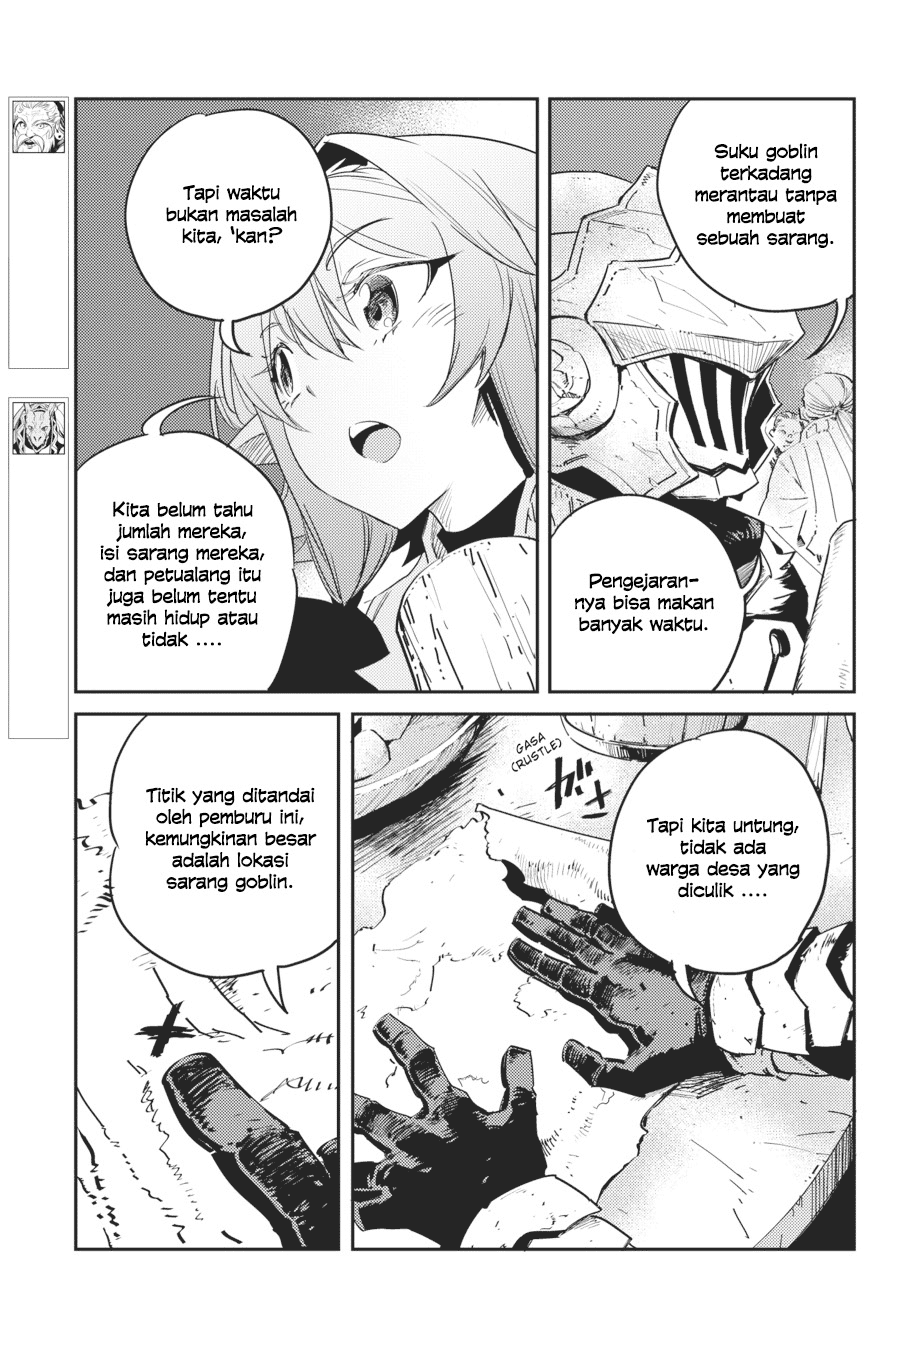 Suku goblin
terkadang
merantau tanpa
membuat
sebuah sarang.
Pengejaran-
nya bisa makan
banyak waktu.
Tapi waktu
bukan masalah
kita, 'kan?
Kita belum tahu
jumlah mereka,
isi sarang mereka,
dan petualang itu
juga belum tentu
masih hidup atau
tidak ....
Tapi kita untung,
tidak ada
warga desa yang
diculik ....
GASA
(RUSTLE)
ガサ
Titik yang ditandai
oleh pemburu ini,
kemungkinan besar
adalah lokasi
sarang goblin.